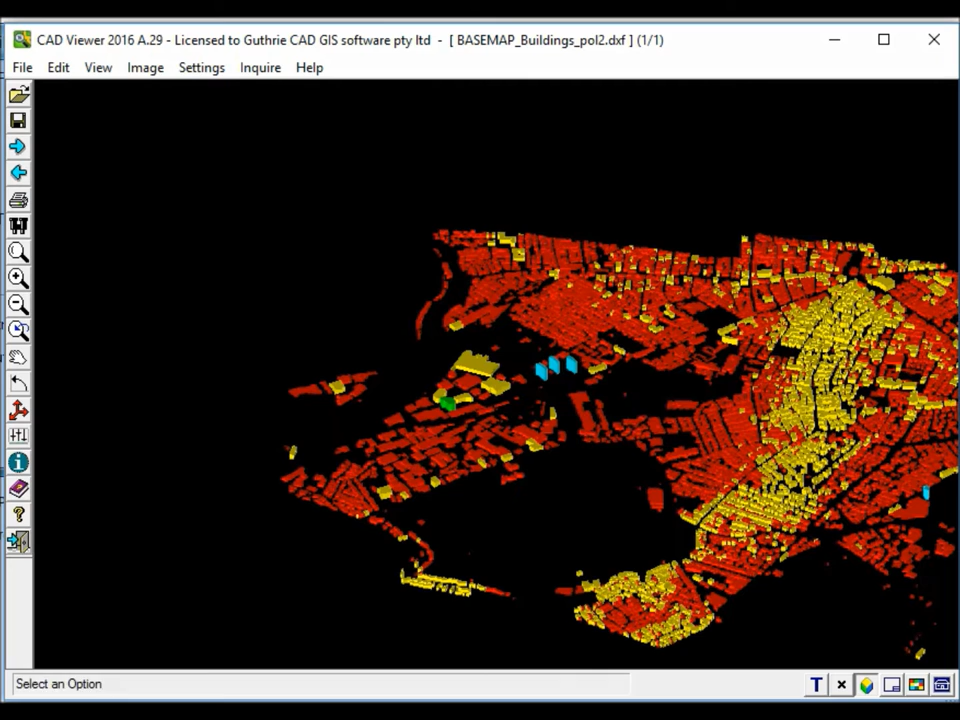 CAD Viewer 2016 A.29 - Licensed to Guthrie CAD GIS software pty ltd - [ BASEMAP_Buildings_pol2.dxf ] (1/1)
File Edit View Image Settings Inquire Help
Select an Option
T